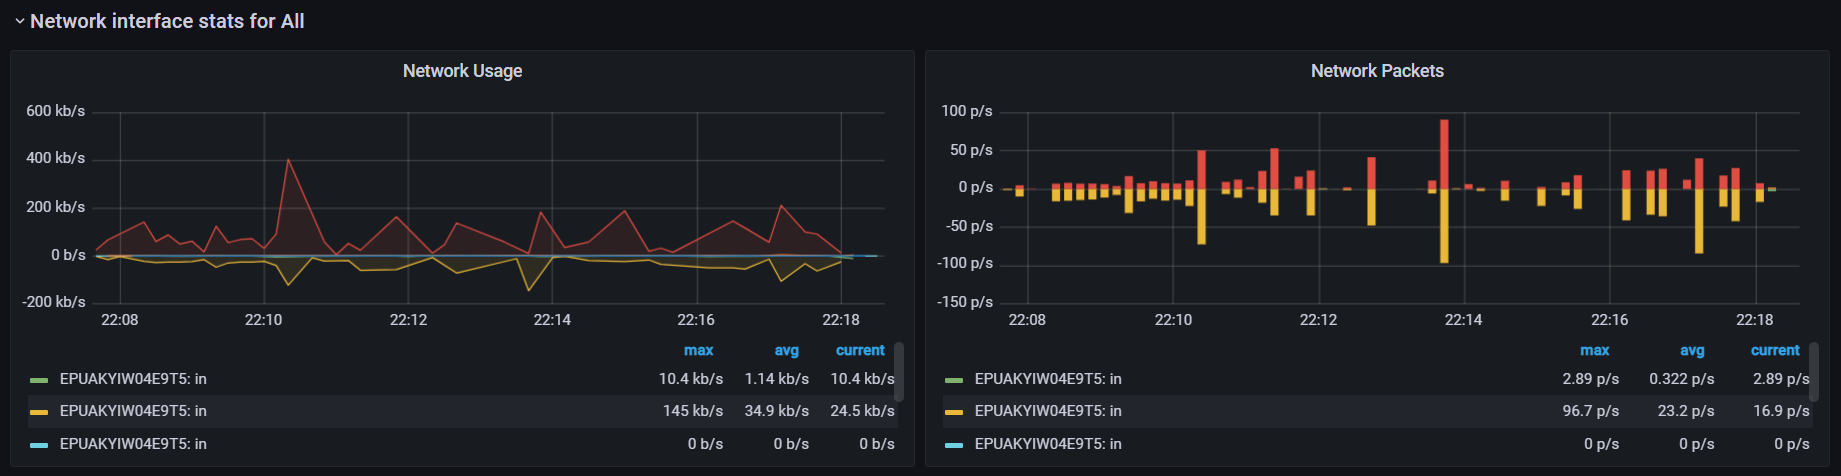 Network interface stats for All
Network Usage
600 kb/s
400 kb/s
200 kb/s
0 b/s
-200 kb/s
22:08 22:10 22:12 22:14 22:16 22:18
max avg current
EPUAKYIW04E9T5: in 10.4 kb/s 1.14 kb/s 10.4 kb/s
EPUAKYIW04E9T5: in 145 kb/s 34.9 kb/s 24.5 kb/s
EPUAKYIW04E9T5: in 0 b/s 0 b/s 0 b/s
Network Packets
100 p/s
50 p/s
0 p/s
-50 p/s
-100 p/s
-150 p/s
22:08 22:10 22:12 22:14 22:16 22:18
max avg current
EPUAKYIW04E9T5: in 2.89 p/s 0.322 p/s 2.89 p/s
EPUAKYIW04E9T5: in 96.7 p/s 23.2 p/s 16.9 p/s
EPUAKYIW04E9T5: in 0 p/s 0 p/s 0 p/s